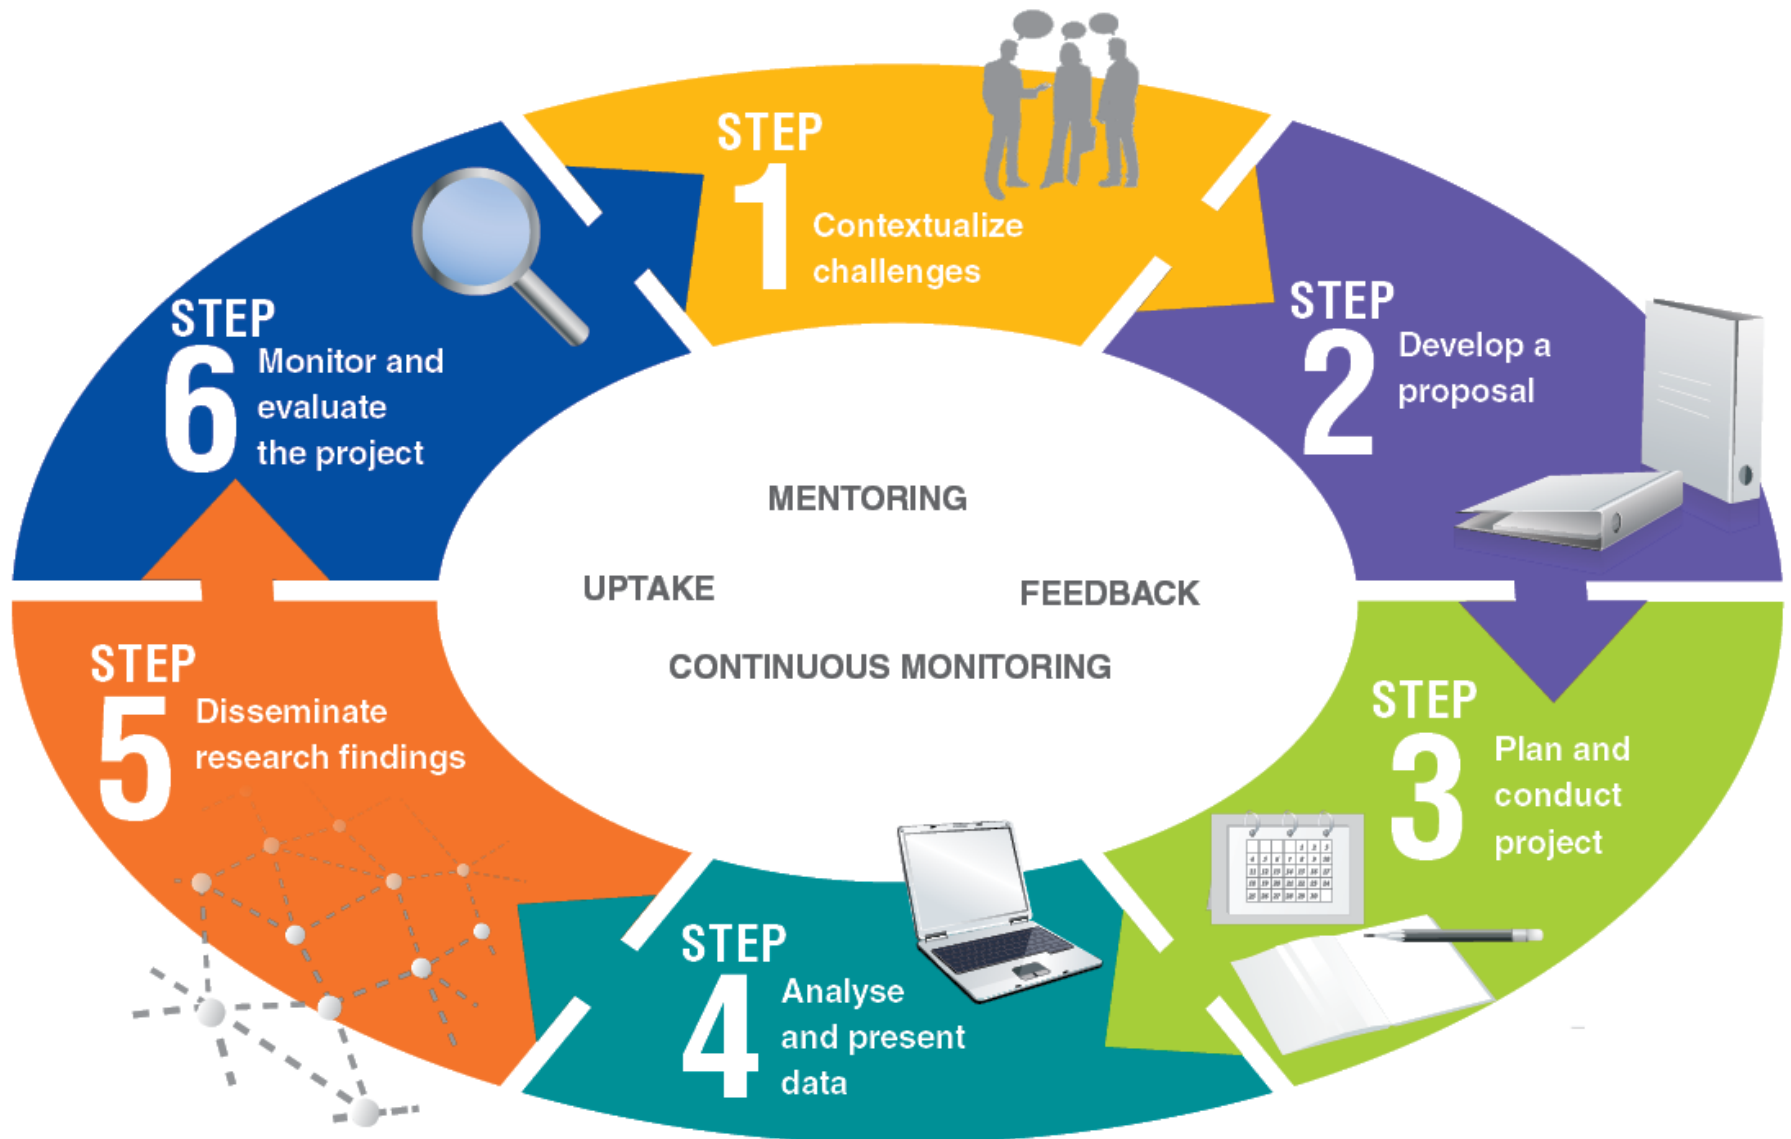 STEP
1
Contextualize
challenges
STEP
2
Develop a
proposal
STEP
3
Plan and
conduct
project
STEP
4
Analyse
and present
data
STEP
5
Disseminate
research findings
STEP
6
Monitor and
evaluate
the project
MENTORING
UPTAKE
FEEDBACK
CONTINUOUS MONITORING